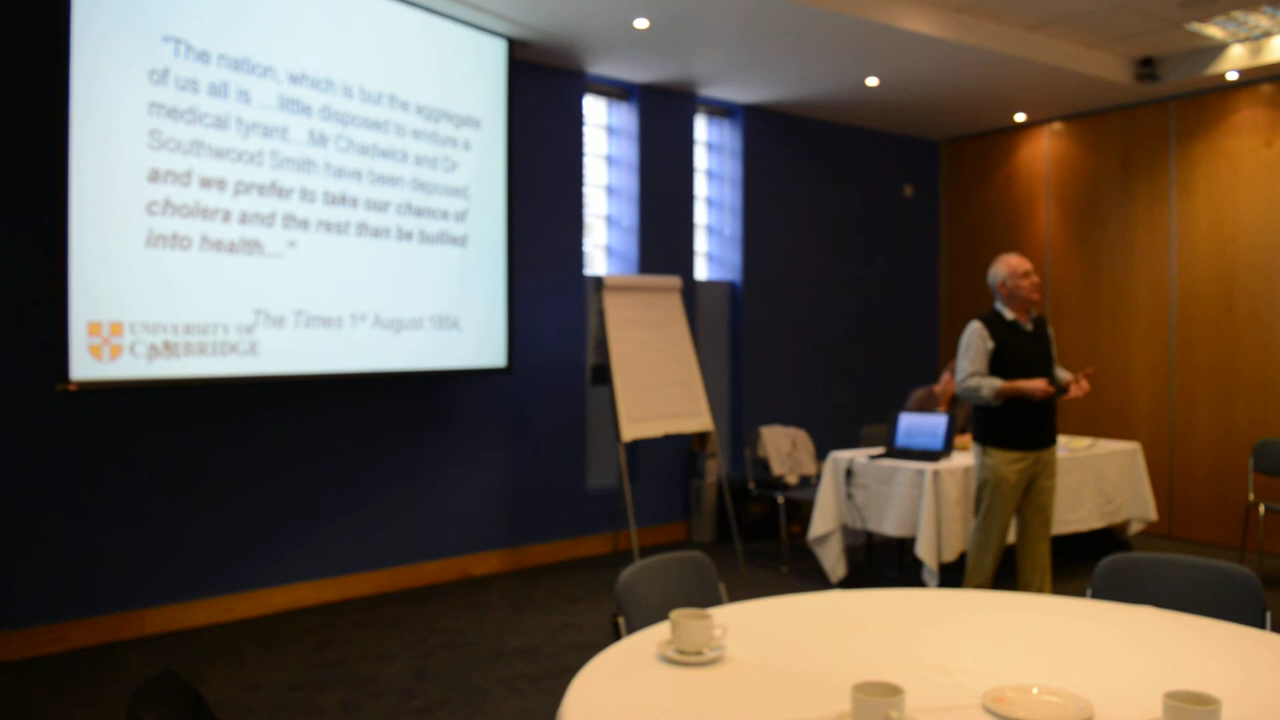 "The nation, which is but the aggregate
of us all is ...little disposed to endure a
medical tyrant...Mr Chadwick and Dr
Southwood Smith have been deposed,
and we prefer to take our chance of
cholera and the rest than be bullied
into health..."
The Times 1st August 1854,
UNIVERSITY OF
CAMBRIDGE